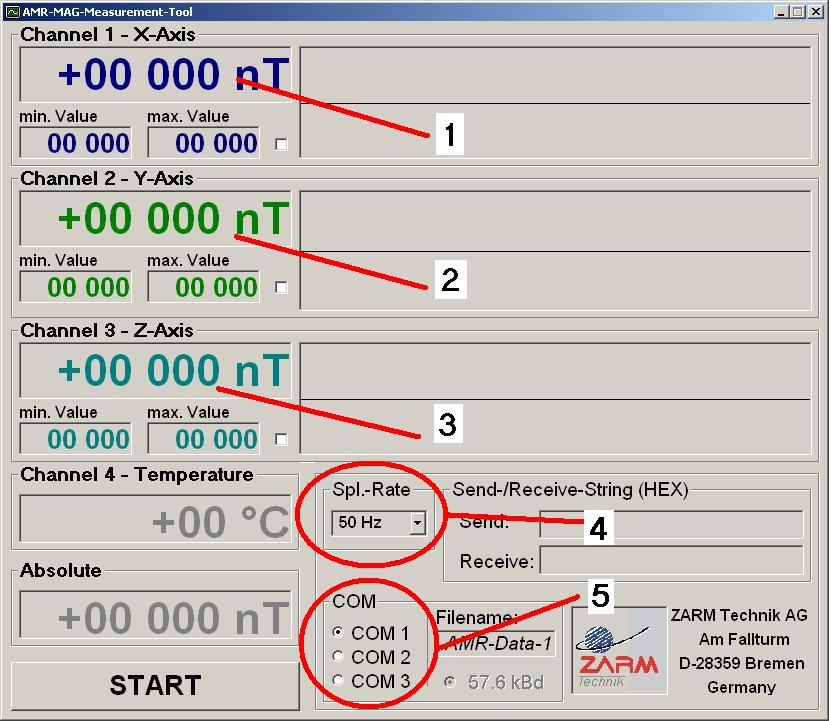 AMR-MAG-Measurement-Tool
Channel 1 - X-Axis
+00 000 nT
1
min. Value max. Value
00 000 00 000
Channel 2 - Y-Axis
+00 000 nT
2
min. Value max. Value
00 000 00 000
Channel 3 - Z-Axis
+00 000 nT
3
min. Value max. Value
00 000 00 000
Channel 4 - Temperature
+00 °C
Spl.-Rate
50 Hz
Send-/Receive-String (HEX)
Send:
4
Receive:
Absolute
+00 000 nT
COM
COM 1
COM 2
COM 3
5
Filename:
AMR-Data-1
57.6 kBd
ZARM
Technik
ZARM Technik AG
Am Fallturm
D-28359 Bremen
Germany
START